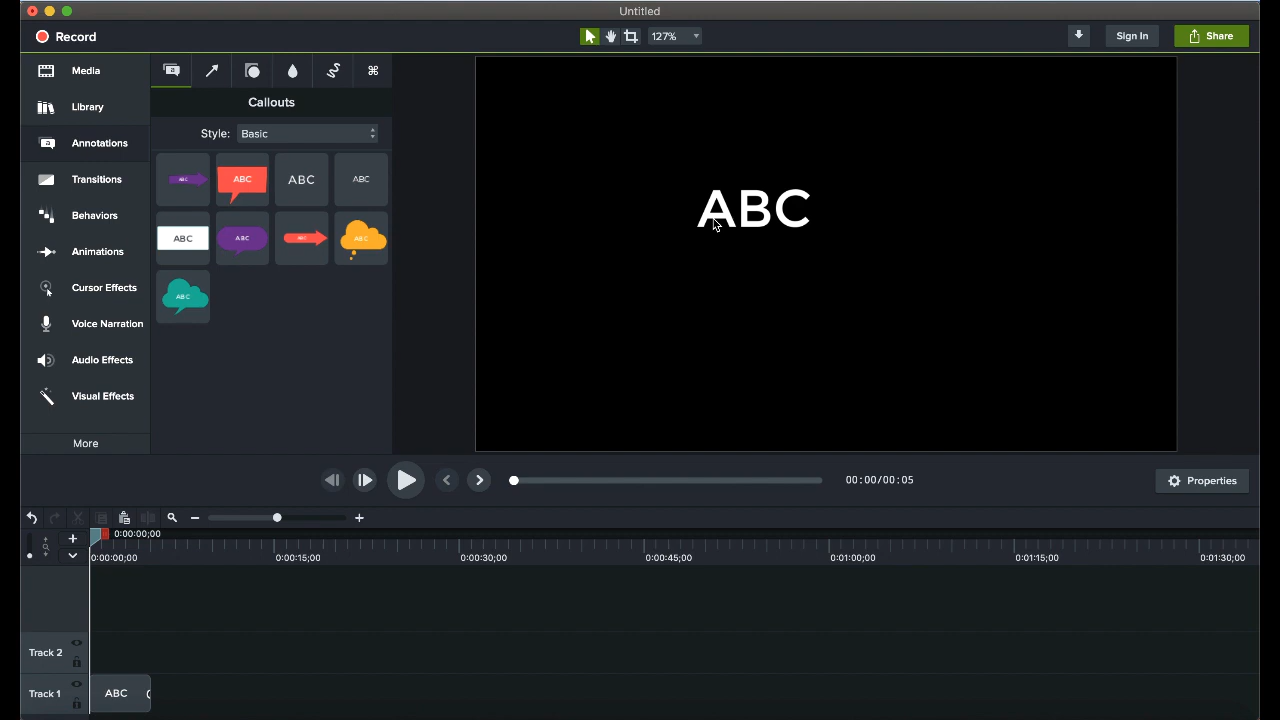 Untitled
Record
127%
Sign In
Share
Media
Library
Annotations
Transitions
Behaviors
Animations
Cursor Effects
Voice Narration
Audio Effects
Visual Effects
More
Callouts
Style: Basic
ABC ABC ABC ABC
ABC ABC ABC ABC
ABC
ABC
00:00/00:05
Properties
0:00:00;00
0:00:00;00 0:00:15;00 0:00:30;00 0:00:45;00 0:01:00;00 0:01:15;00 0:01:30;00
Track 2
Track 1
ABC